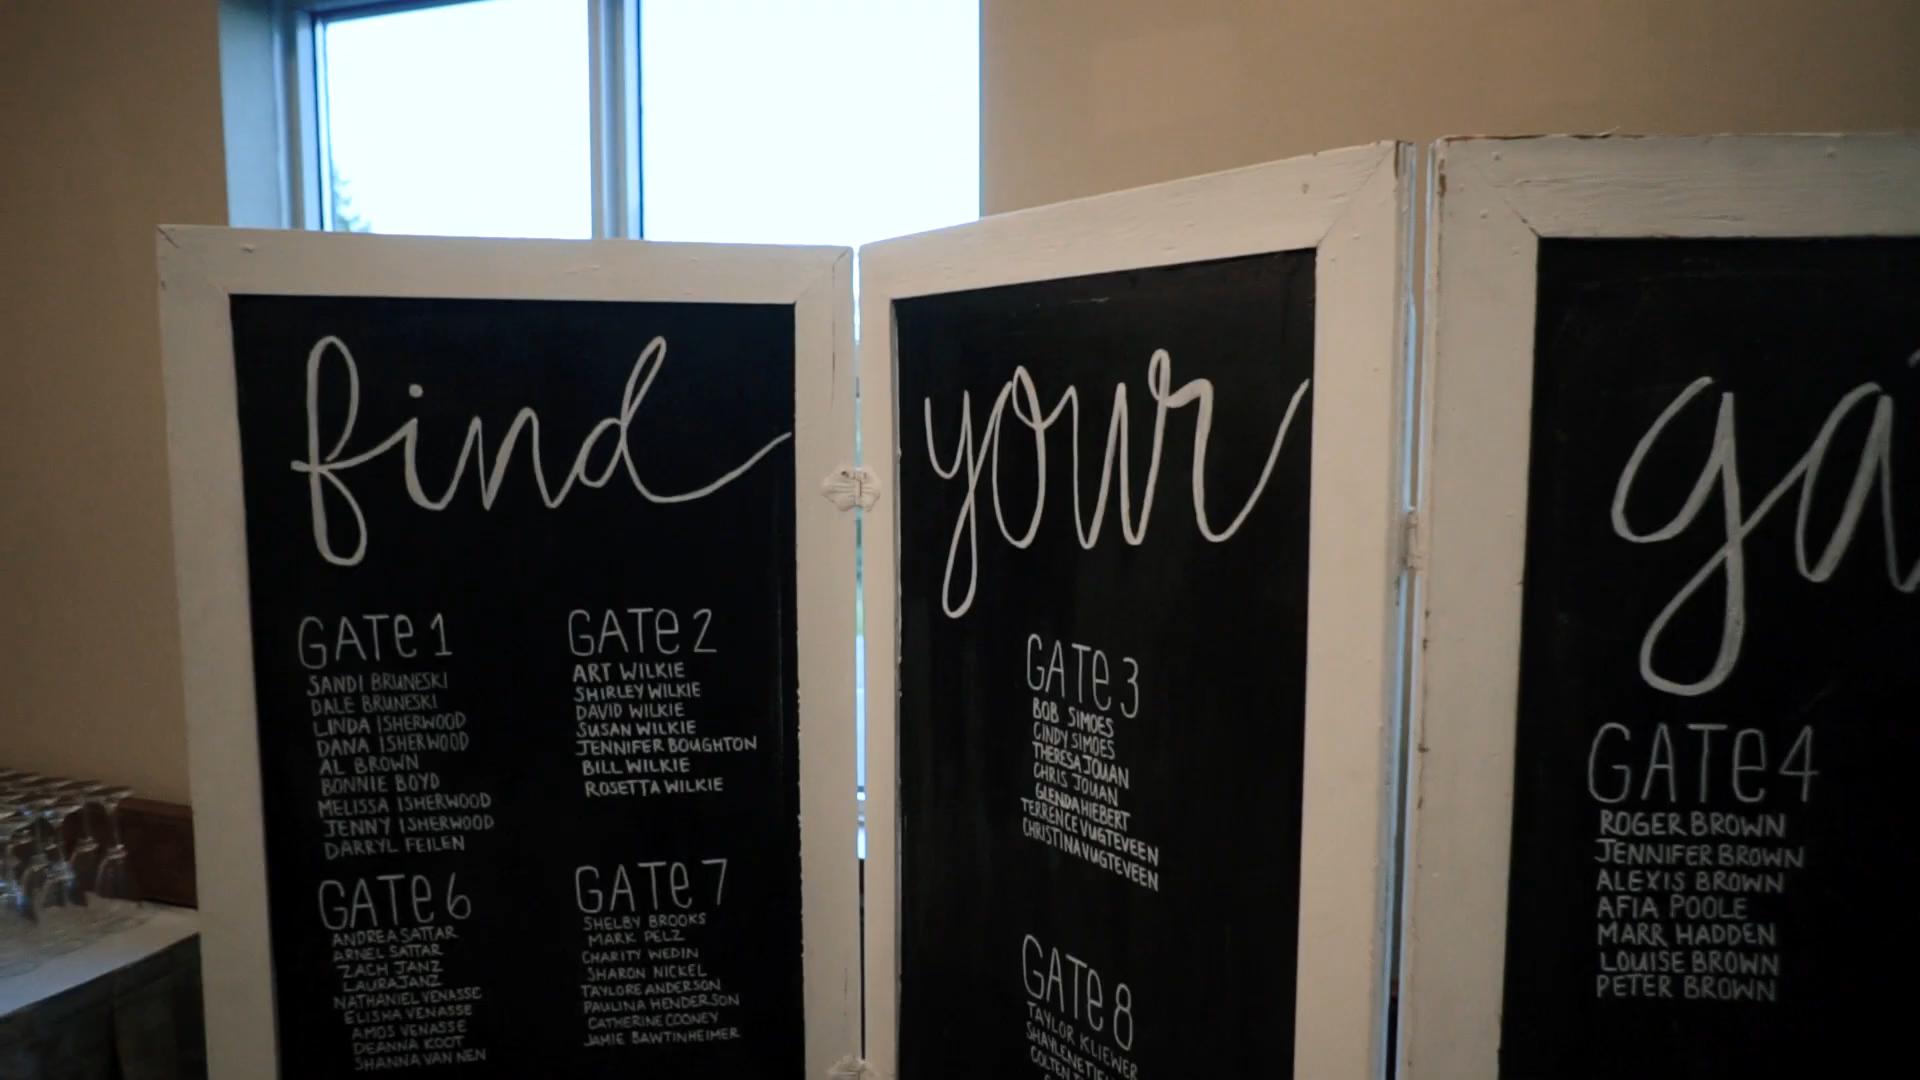 find
your
ga
GATE 1
SANDI BRUNESKI
DALE BRUNESKI
LINDA ISHERWOOD
DANA ISHERWOOD
AL BROWN
BONNIE BOYD
MELISSA ISHERWOOD
JENNY ISHERWOOD
DARRYL FEILEN
GATE 2
ART WILKIE
SHIRLEY WILKIE
DAVID WILKIE
SUSAN WILKIE
JENNIFER BOUGHTON
BILL WILKIE
ROSETTA WILKIE
GATE 6
ANDREA SATTAR
ARNEL SATTAR
ZACH JANZ
LAURA JANZ
NATHANIEL VENASSE
ELISHA VENASSE
AMOS VENASSE
DEANNA KOOT
SHANNA VAN NEN
GATE 7
SHELBY BROOKS
MARK PELZ
CHARITY WEDIN
SHARON NICKEL
TAYLORE ANDERSON
PAULINA HENDERSON
CATHERINE COONEY
JAMIE BAWTINHEIMER
GATE 3
BOB SIMOES
CINDY SIMOES
THERESA JOUAN
CHRIS JOUAN
GLENDA HIEBERT
TERRENCE VUGTEVEEN
CHRISTINA VUGTEVEEN
GATE 8
TAYLOR KLIEWER
COLTEN
GATE 4
ROGER BROWN
JENNIFER BROWN
ALEXIS BROWN
AFIA POOLE
MARR HADDEN
LOUISE BROWN
PETER BROWN